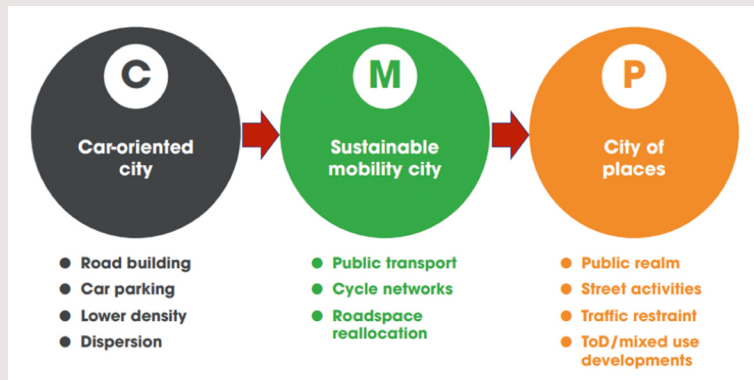 C
Car-oriented
city
● Road building
● Car parking
● Lower density
● Dispersion
M
Sustainable
mobility city
● Public transport
● Cycle networks
● Roadspace
reallocation
P
City of
places
● Public realm
● Street activities
● Traffic restraint
● ToD/mixed use
developments